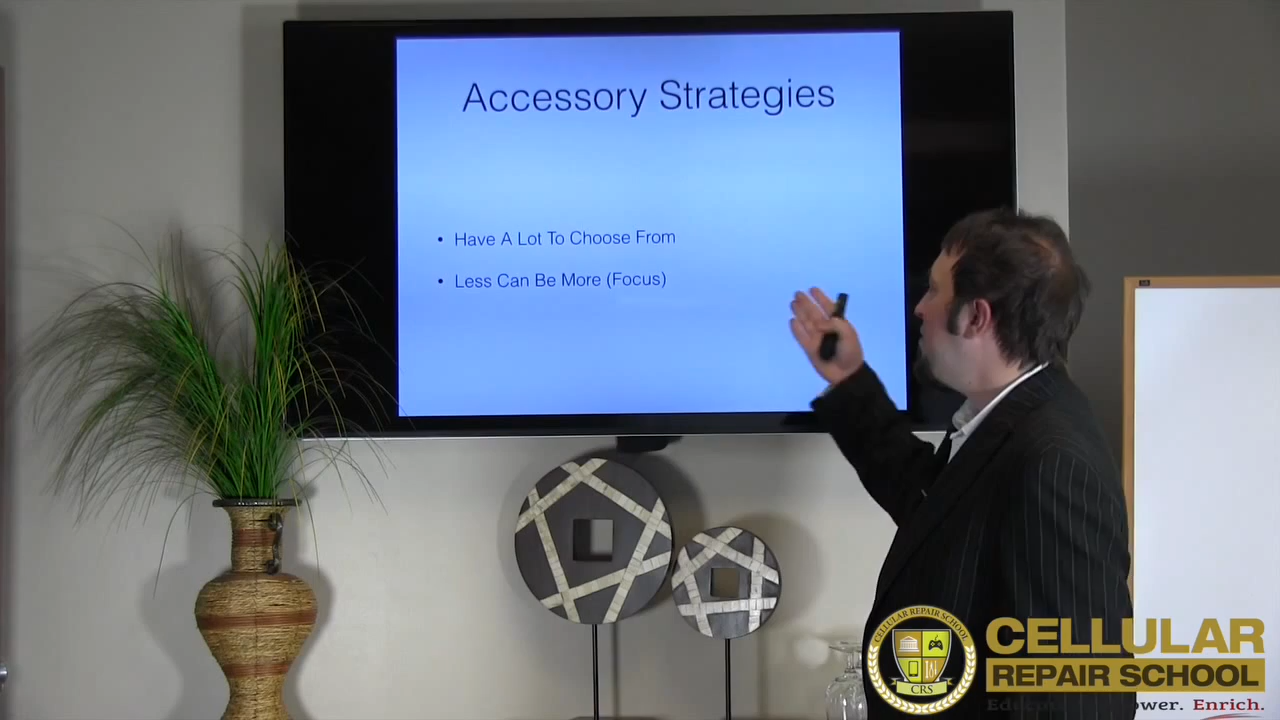 Accessory Strategies
• Have A Lot To Choose From
• Less Can Be More (Focus)
CELLULAR REPAIR SCHOOL
CRS
CELLULAR
REPAIR SCHOOL
Enrich.